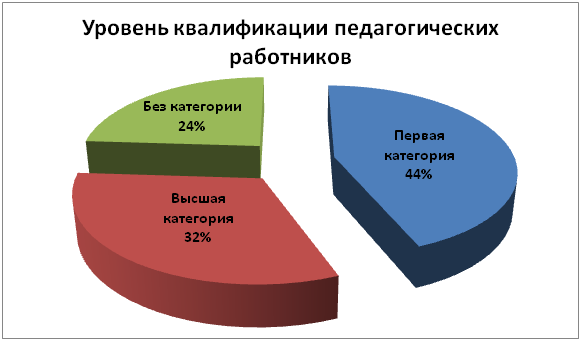 Уровень квалификации педагогических
работников
Без категории
24%
Первая
категория
44%
Высшая
категория
32%